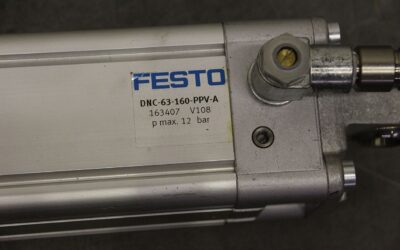 FESTO
DNC-63-160-PPV-A
163407 V108
p max. 12 bar